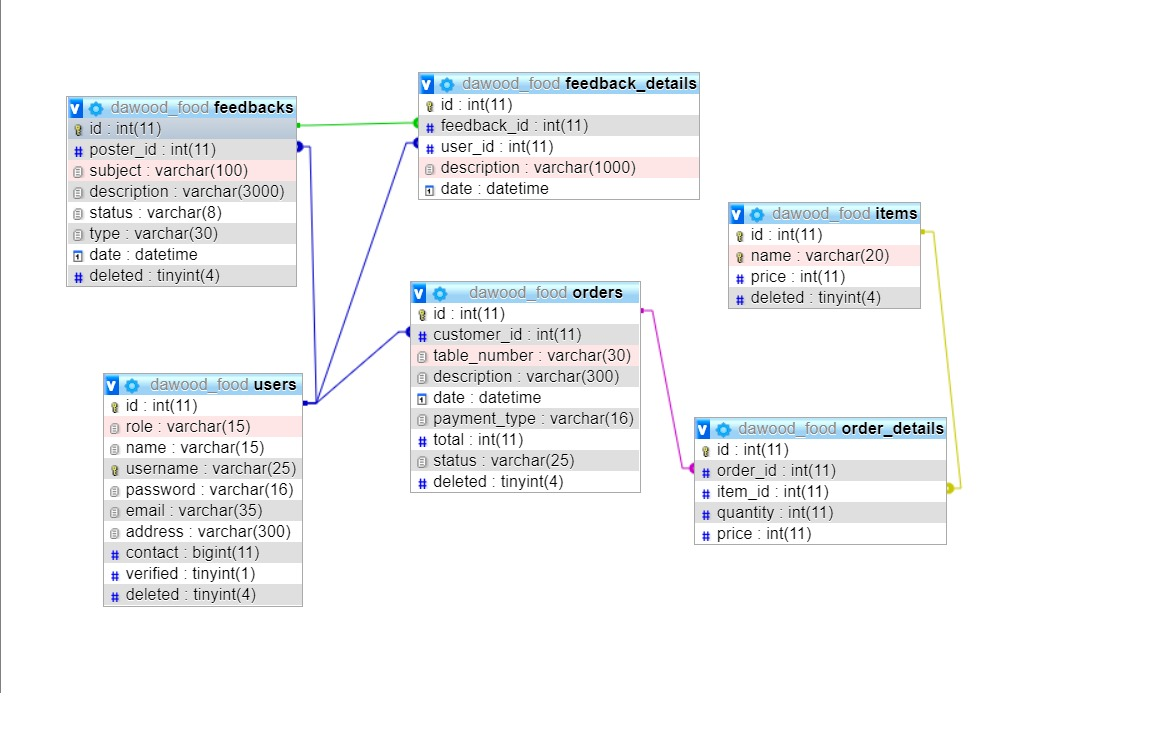 dawood_food feedbacks
id : int(11)
poster_id : int(11)
subject : varchar(100)
description : varchar(3000)
status : varchar(8)
type : varchar(30)
date : datetime
deleted : tinyint(4)
dawood_food feedback_details
id : int(11)
feedback_id : int(11)
user_id : int(11)
description : varchar(1000)
date : datetime
dawood_food items
id : int(11)
name : varchar(20)
price : int(11)
deleted : tinyint(4)
dawood_food orders
id : int(11)
customer_id : int(11)
table_number : varchar(30)
description : varchar(300)
date : datetime
payment_type : varchar(16)
total : int(11)
status : varchar(25)
deleted : tinyint(4)
dawood_food users
id : int(11)
role : varchar(15)
name : varchar(15)
username : varchar(25)
password : varchar(16)
email : varchar(35)
address : varchar(300)
contact : bigint(11)
verified : tinyint(1)
deleted : tinyint(4)
dawood_food order_details
id : int(11)
order_id : int(11)
item_id : int(11)
quantity : int(11)
price : int(11)